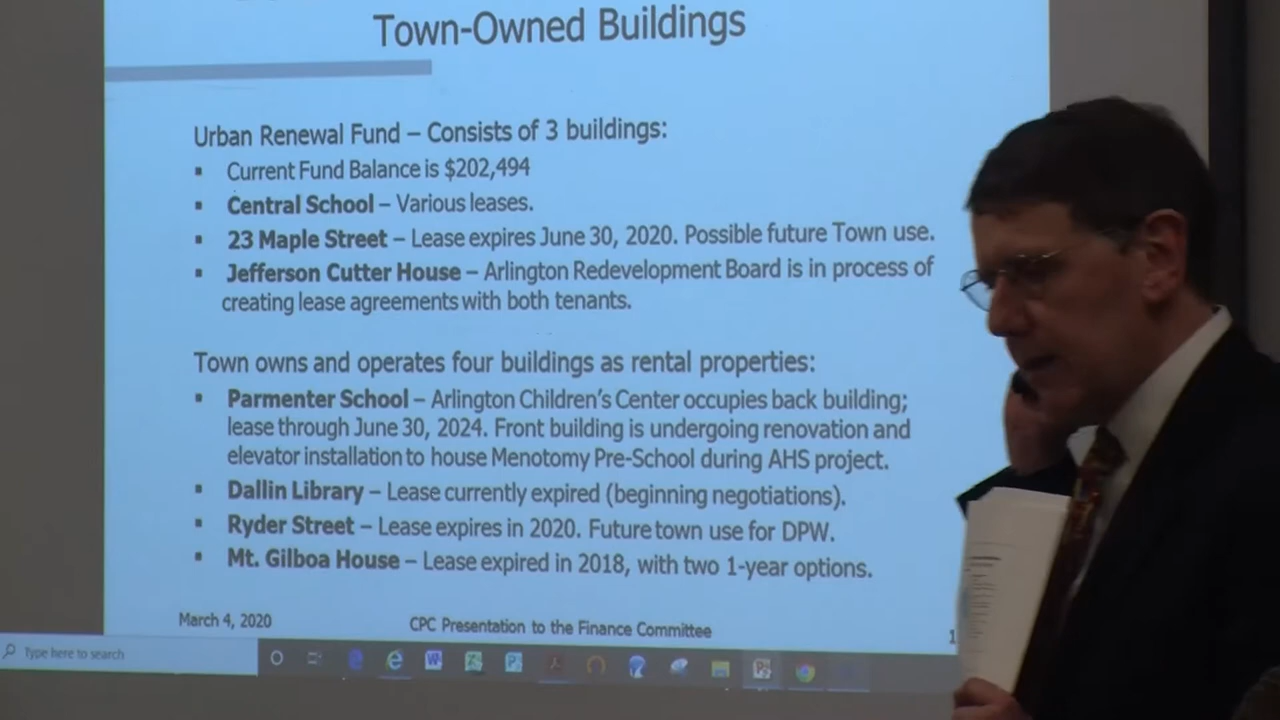 Town-Owned Buildings
Urban Renewal Fund – Consists of 3 buildings:
▪ Current Fund Balance is $202,494
▪ Central School – Various leases.
▪ 23 Maple Street – Lease expires June 30, 2020. Possible future Town use.
▪ Jefferson Cutter House – Arlington Redevelopment Board is in process of
creating lease agreements with both tenants.
Town owns and operates four buildings as rental properties:
▪ Parmenter School – Arlington Children's Center occupies back building;
lease through June 30, 2024. Front building is undergoing renovation and
elevator installation to house Menotomy Pre-School during AHS project.
▪ Dallin Library – Lease currently expired (beginning negotiations).
▪ Ryder Street – Lease expires in 2020. Future town use for DPW.
▪ Mt. Gilboa House – Lease expired in 2018, with two 1-year options.
March 4, 2020 CPC Presentation to the Finance Committee
Type here to search